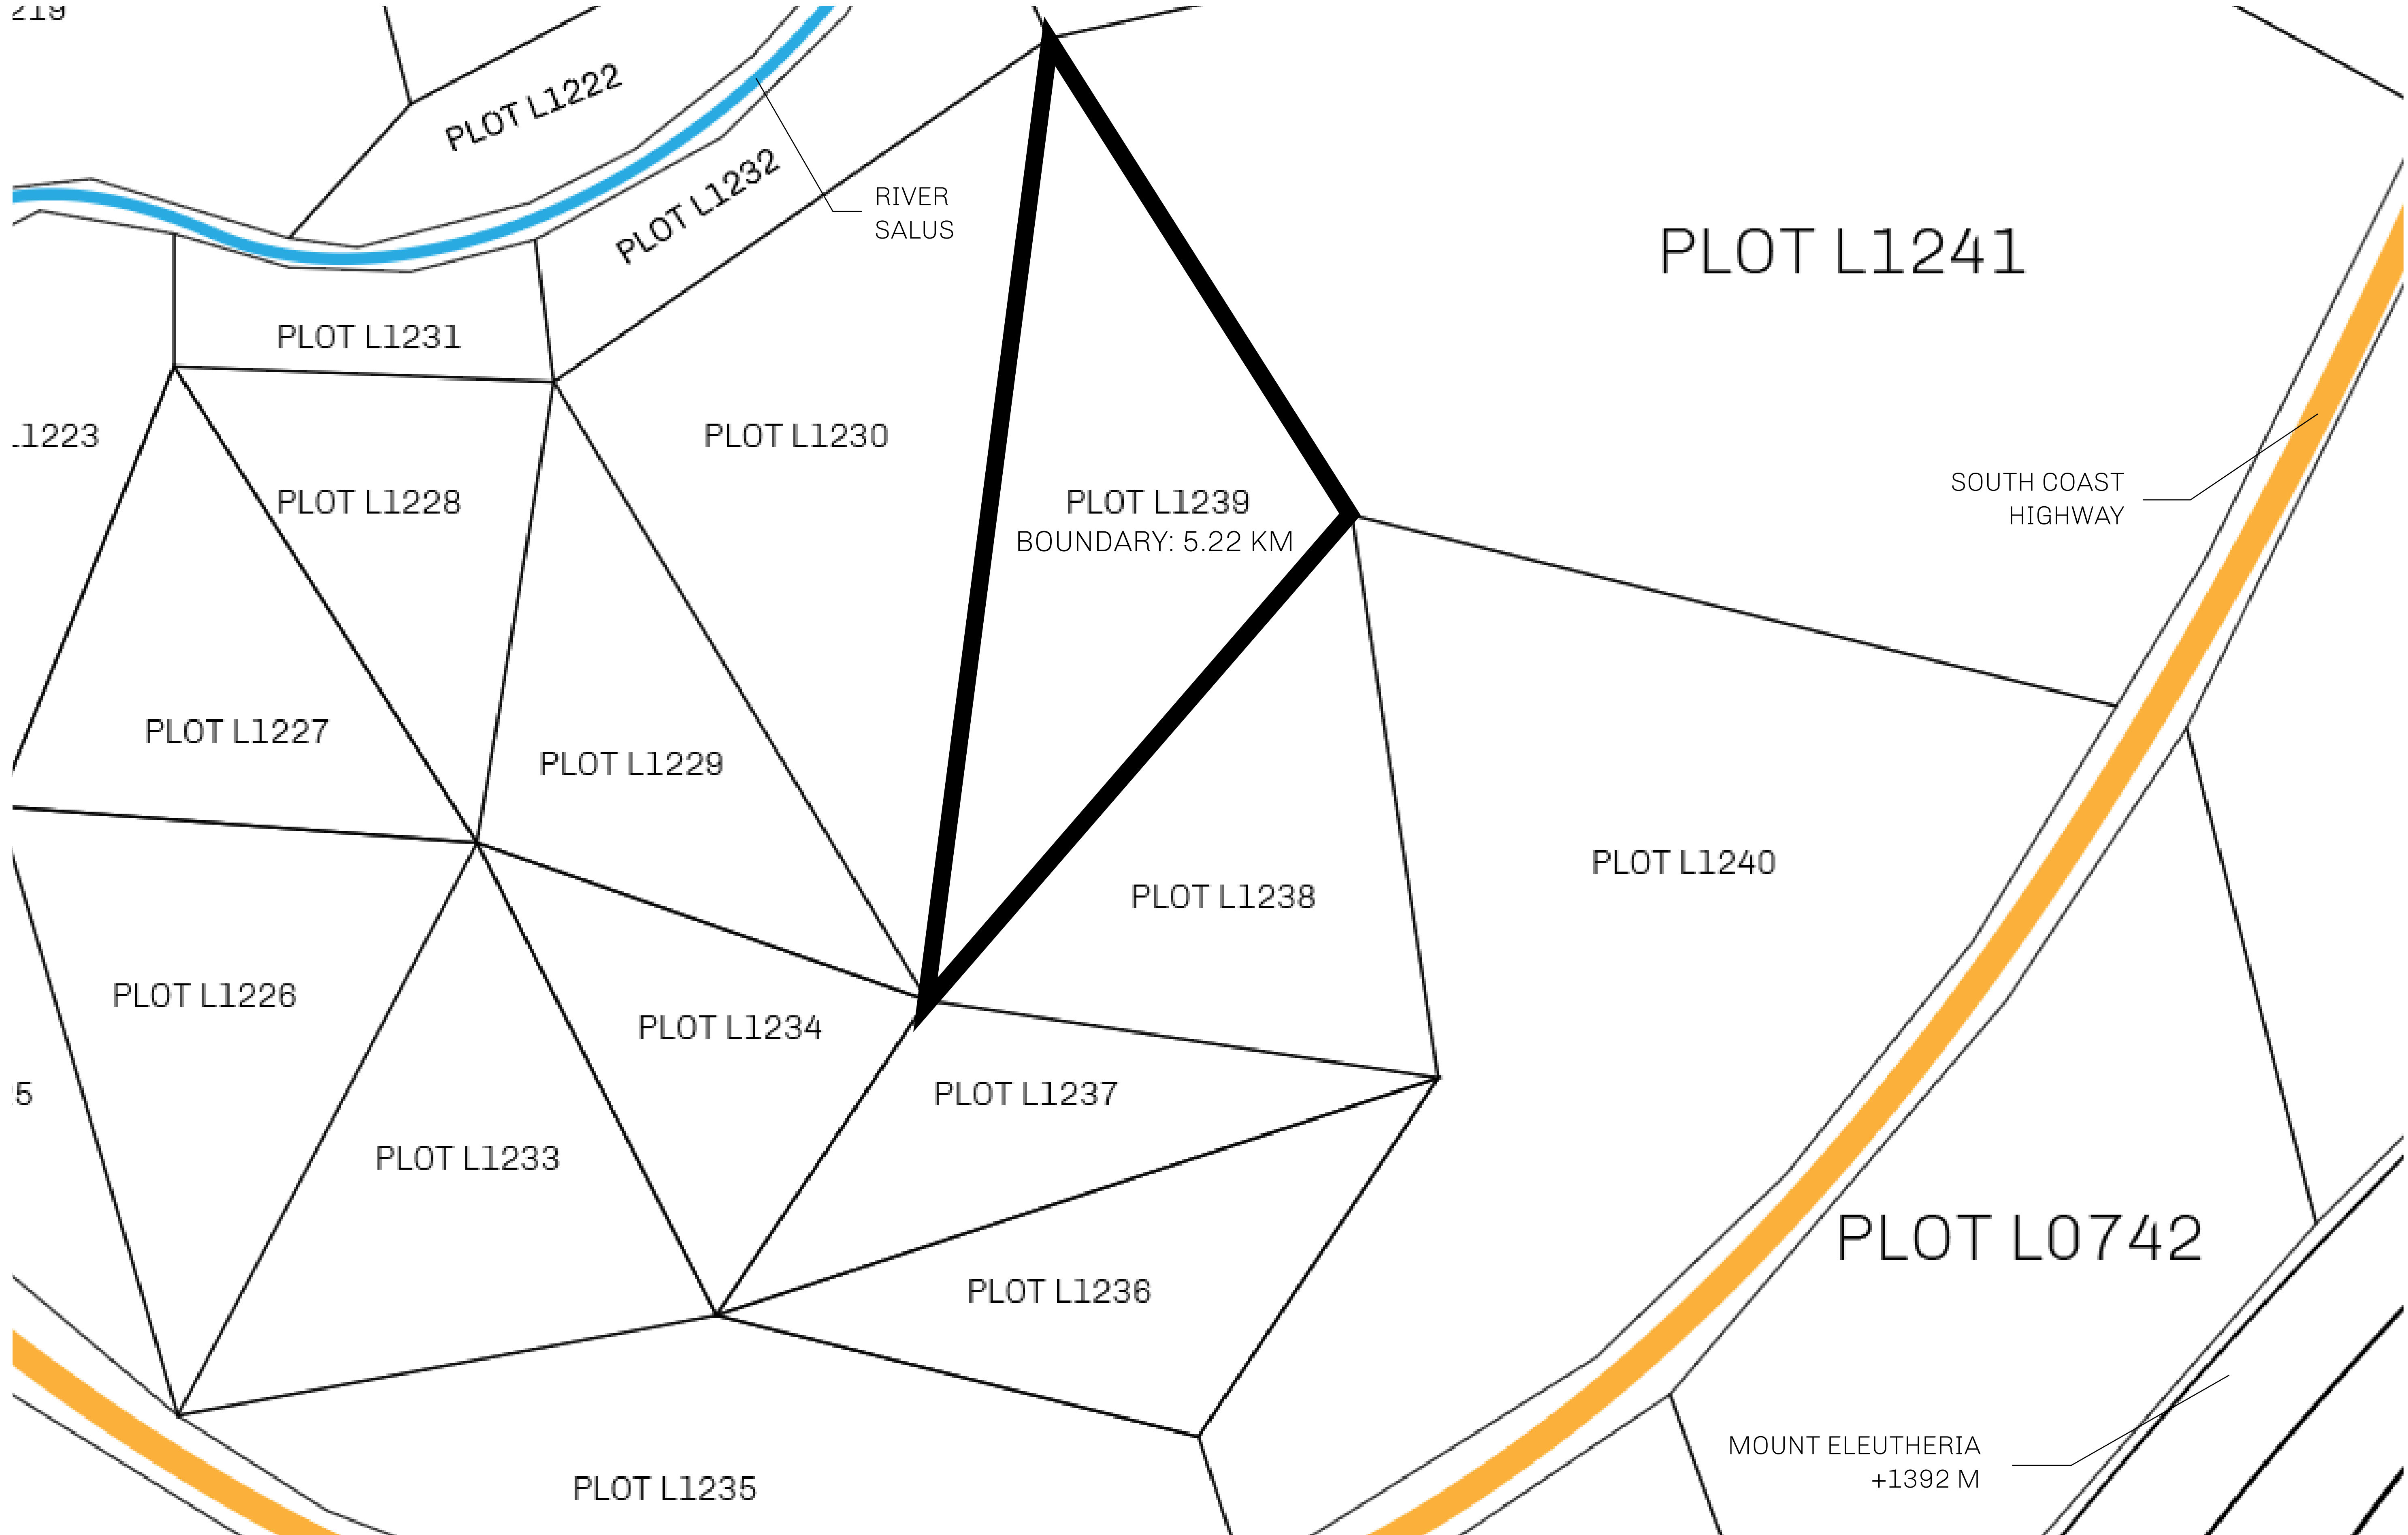 PLOT L1222
PLOT L1232
RIVER
SALUS
PLOT L1241
PLOT L1231
L1223
PLOT L1230
PLOT L1228
PLOT L1239
BOUNDARY: 5.22 KM
SOUTH COAST
HIGHWAY
PLOT L1227
PLOT L1229
PLOT L1240
PLOT L1238
PLOT L1226
PLOT L1234
PLOT L1237
PLOT L1233
PLOT L0742
PLOT L1236
MOUNT ELEUTHERIA
+1392 M
PLOT L1235